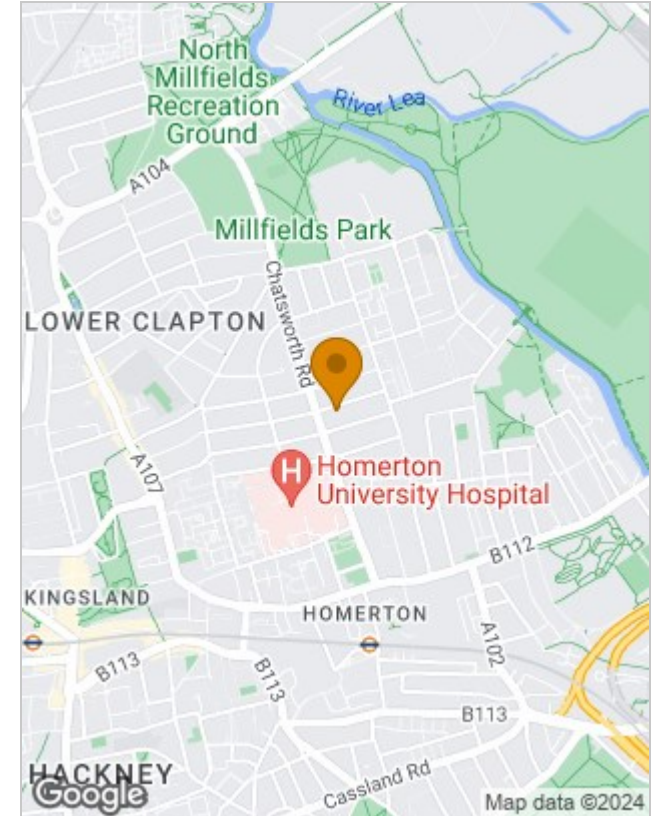 North
Millfields
Recreation
Ground
River Lea
A104
Millfields Park
Chatsworth Rd
LOWER CLAPTON
A107
H Homerton
University Hospital
B112
KINGSLAND
HOMERTON
A102
B113
B113
B113
HACKNEY
Cassland Rd
Google
Map data ©2024